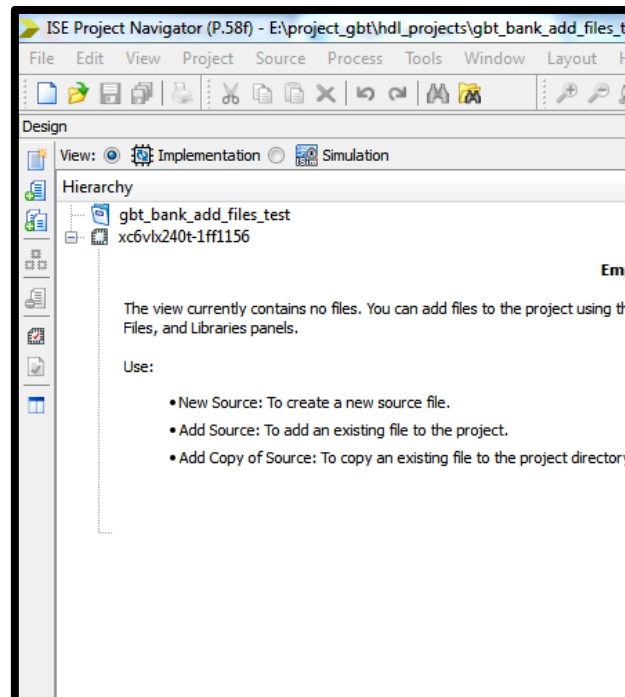 ISE Project Navigator (P.58f) - E:\project_gbt\hdl_projects\gbt_bank_add_files_t
File Edit View Project Source Process Tools Window Layout
Design
View: Implementation Simulation
Hierarchy
gbt_bank_add_files_test
xc6vlx240t-1ff1156
The view currently contains no files. You can add files to the project using
Files, and Libraries panels.
Use:
•New Source: To create a new source file.
•Add Source: To add an existing file to the project.
•Add Copy of Source: To copy an existing file to the project directory